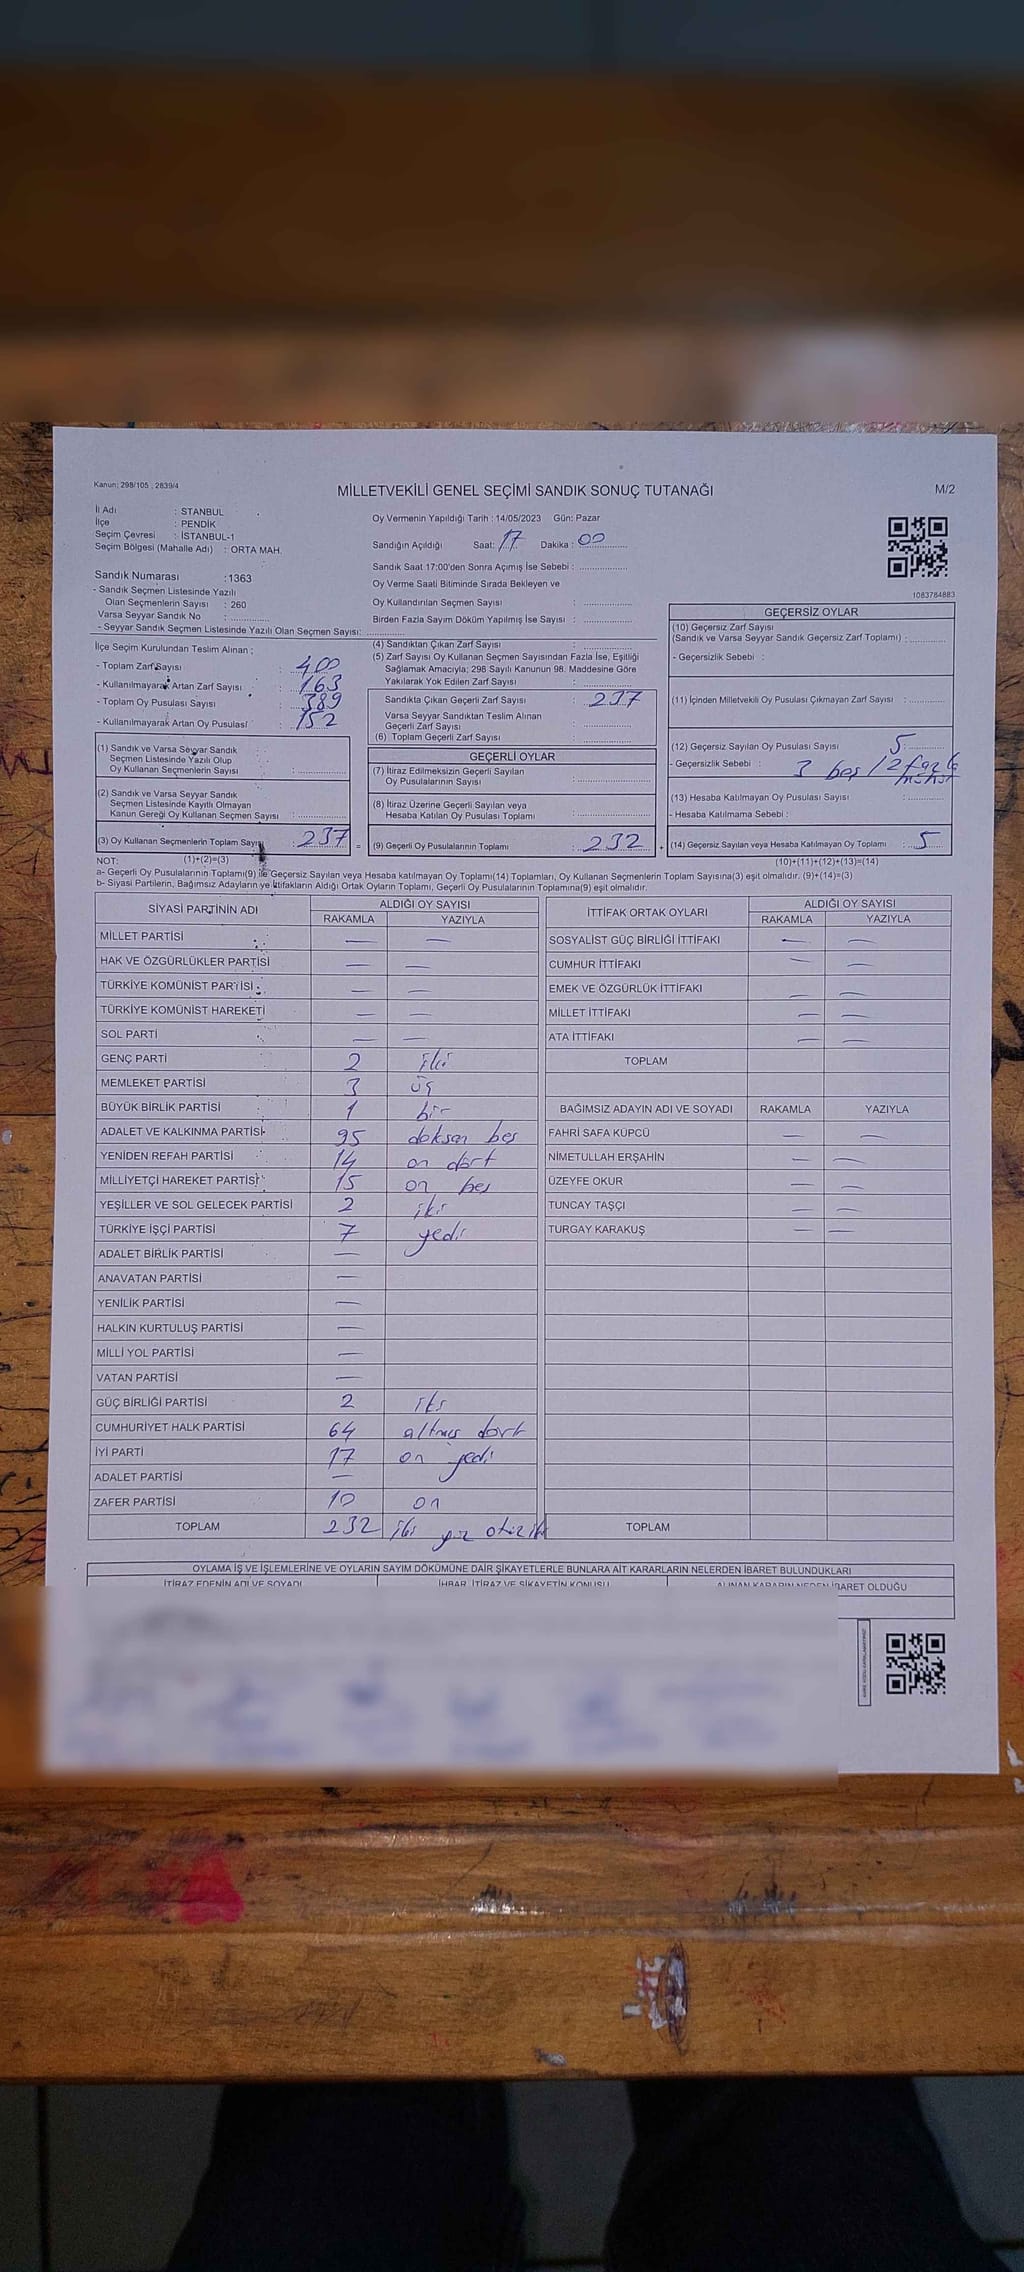 Kanun: 298/105 , 2839/4
MİLLETVEKİLİ GENEL SEÇİMİ SANDIK SONUÇ TUTANAĞI
M/2
İl Adı : STANBUL
İlçe : PENDİK
Seçim Çevresi : İSTANBUL-1
Seçim Bölgesi (Mahalle Adı) : ORTA MAH.
Sandık Numarası : 1363
- Sandık Seçmen Listesinde Yazılı
Olan Seçmenlerin Sayısı : 260
Varsa Seyyar Sandık No :
- Seyyar Sandık Seçmen Listesinde Yazılı Olan Seçmen Sayısı:
Oy Vermenin Yapıldığı Tarih : 14/05/2023 Gün: Pazar
Sandığın Açıldığı Saat: 17 Dakika : 00
Sandık Saat 17:00'den Sonra Açımış İse Sebebi :
Oy Verme Saati Bitiminde Sırada Bekleyen ve
Oy Kullandırılan Seçmen Sayısı :
Birden Fazla Sayım Döküm Yapılmış İse Sayısı :
1083784883
İlçe Seçim Kurulundan Teslim Alınan ;
- Toplam Zarf Sayısı : 400
- Kullanılmayarak Artan Zarf Sayısı : 163
- Toplam Oy Pusulası Sayısı : 389
- Kullanılmayarak Artan Oy Pusulası : 152
(1) Sandık ve Varsa Seyyar Sandık
Seçmen Listesinde Yazılı Olup
Oy Kullanan Seçmenlerin Sayısı :
(2) Sandık ve Varsa Seyyar Sandık
Seçmen Listesinde Kayıtlı Olmayan
Kanun Gereği Oy Kullanan Seçmen Sayısı :
(3) Oy Kullanan Seçmenlerin Toplam Sayısı : 237 =
(4) Sandıktan Çıkan Zarf Sayısı :
(5) Zarf Sayısı Oy Kullanan Seçmen Sayısından Fazla İse, Eşitliği
Sağlamak Amacıyla; 298 Sayılı Kanunun 98. Maddesine Göre
Yakılarak Yok Edilen Zarf Sayısı :
Sandıkta Çıkan Geçerli Zarf Sayısı : 237
Varsa Seyyar Sandıktan Teslim Alınan
Geçerli Zarf Sayısı :
(6) Toplam Geçerli Zarf Sayısı :
GEÇERLİ OYLAR
(7) İtiraz Edilmeksizin Geçerli Sayılan
Oy Pusulalarının Sayısı :
(8) İtiraz Üzerine Geçerli Sayılan veya
Hesaba Katılan Oy Pusulası Toplamı :
(9) Geçerli Oy Pusulalarının Toplamı : 232 +
GEÇERSİZ OYLAR
(10) Geçersiz Zarf Sayısı
(Sandık ve Varsa Seyyar Sandık Geçersiz Zarf Toplamı) :
- Geçersizlik Sebebi :
(11) İçinden Milletvekili Oy Pusulası Çıkmayan Zarf Sayısı :
(12) Geçersiz Sayılan Oy Pusulası Sayısı : 5
- Geçersizlik Sebebi : 3 boş / 2 fazla
mühür
(13) Hesaba Katılmayan Oy Pusulası Sayısı :
- Hesaba Katılmama Sebebi :
(14) Geçersiz Sayılan veya Hesaba Katılmayan Oy Toplamı : 5
NOT: (1)+(2)=(3)
(10)+(11)+(12)+(13)=(14)
a- Geçerli Oy Pusulalarının Toplamı(9) ile Geçersiz Sayılan veya Hesaba katılmayan Oy Toplamı(14) Toplamları, Oy Kullanan Seçmenlerin Toplam Sayısına(3) eşit olmalıdır. (9)+(14)=(3)
b- Siyasi Partilerin, Bağımsız Adayların ve İttifakların Aldığı Ortak Oyların Toplamı, Geçerli Oy Pusulalarının Toplamına(9) eşit olmalıdır.
SİYASİ PARTİNİN ADI ALDIĞI OY SAYISI
RAKAMLA YAZIYLA
MİLLET PARTİSİ — —
HAK VE ÖZGÜRLÜKLER PARTİSİ — —
TÜRKİYE KOMÜNİST PARTİSİ — —
TÜRKİYE KOMÜNİST HAREKETİ — —
SOL PARTİ — —
GENÇ PARTİ 2 iki
MEMLEKET PARTİSİ 3 üç
BÜYÜK BİRLİK PARTİSİ 1 bir
ADALET VE KALKINMA PARTİSİ 95 doksan beş
YENİDEN REFAH PARTİSİ 14 on dört
MİLLİYETÇİ HAREKET PARTİSİ 15 on beş
YEŞİLLER VE SOL GELECEK PARTİSİ 2 iki
TÜRKİYE İŞÇİ PARTİSİ 7 yedi
ADALET BİRLİK PARTİSİ —
ANAVATAN PARTİSİ —
YENİLİK PARTİSİ —
HALKIN KURTULUŞ PARTİSİ —
MİLLİ YOL PARTİSİ —
VATAN PARTİSİ —
GÜÇ BİRLİĞİ PARTİSİ 2 iki
CUMHURİYET HALK PARTİSİ 64 altmış dört
İYİ PARTİ 17 on yedi
ADALET PARTİSİ —
ZAFER PARTİSİ 10 on
TOPLAM 232 iki yüz otuz iki
İTTİFAK ORTAK OYLARI ALDIĞI OY SAYISI
RAKAMLA YAZIYLA
SOSYALİST GÜÇ BİRLİĞİ İTTİFAKI — —
CUMHUR İTTİFAKI — —
EMEK VE ÖZGÜRLÜK İTTİFAKI — —
MİLLET İTTİFAKI — —
ATA İTTİFAKI — —
TOPLAM
BAĞIMSIZ ADAYIN ADI VE SOYADI RAKAMLA YAZIYLA
FAHRİ SAFA KÜPCÜ — —
NİMETULLAH ERŞAHİN — —
ÜZEYFE OKUR — —
TUNCAY TAŞÇI — —
TURGAY KARAKUŞ — —
TOPLAM
OYLAMA İŞ VE İŞLEMLERİNE VE OYLARIN SAYIM DÖKÜMÜNE DAİR ŞİKAYETLERLE BUNLARA AİT KARARLARIN NELERDEN İBARET BULUNDUKLARI
İTİRAZ EDENİN ADI VE SOYADI İHBAR, İTİRAZ VE ŞİKAYETİN KONUSU ALINAN KARARIN NEDEN İBARET OLDUĞU